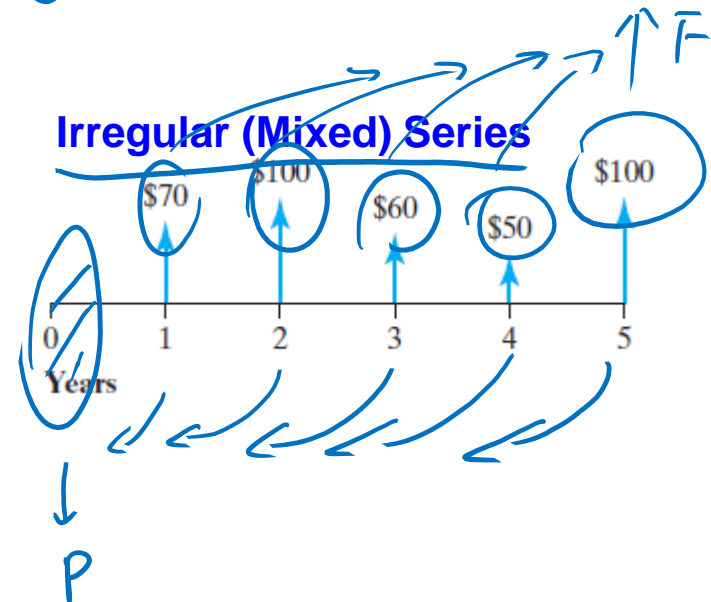 F
Irregular (Mixed) Series
$70 $100 $60 $50 $100
0 1 2 3 4 5
Years
P